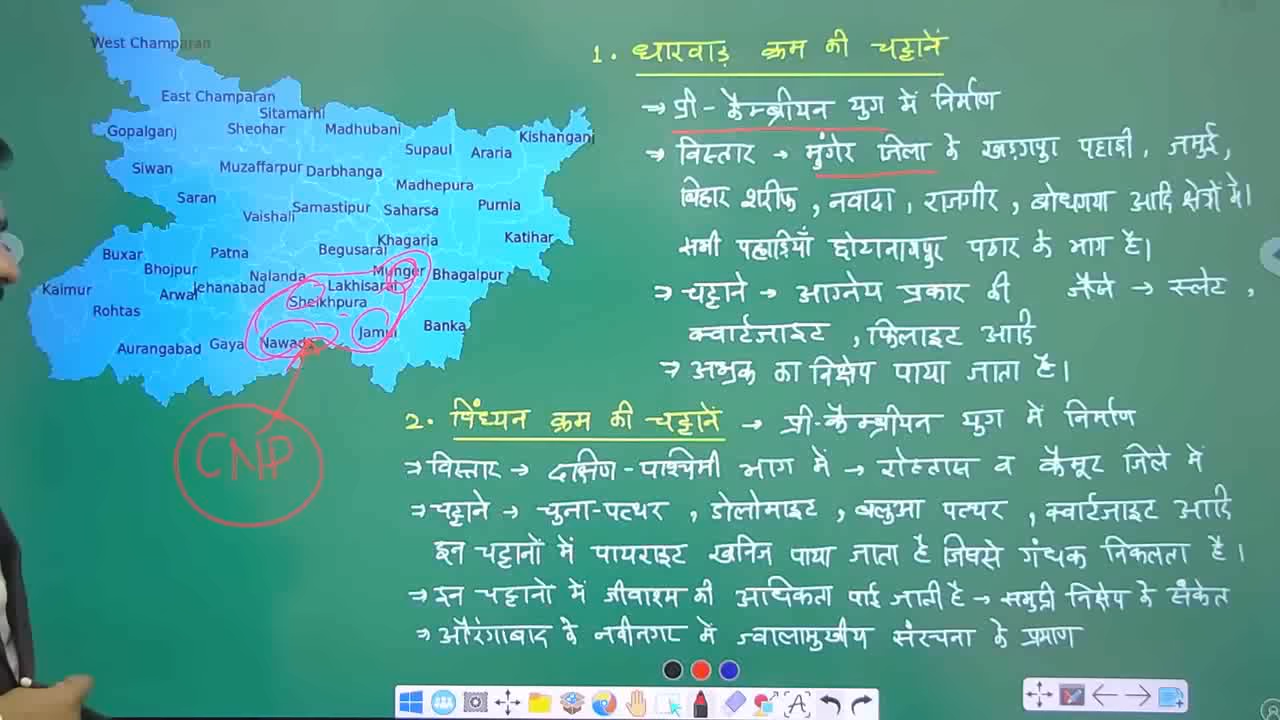 West Champaran
East Champaran
Sitamarhi
Gopalganj
Sheohar
Madhubani
Kishanganj
Supaul
Araria
Siwan
Muzaffarpur
Darbhanga
Madhepura
Saran
Samastipur
Saharsa
Purnia
Vaishali
Khagaria
Katihar
Buxar
Patna
Begusarai
Bhojpur
Nalanda
Munger
Bhagalpur
Kaimur
Arwal
Jehanabad
Lakhisarai
Sheikhpura
Rohtas
Jamui
Banka
Aurangabad
Gaya
Nawada
CNP
1. धारवाड़ क्रम की चट्टानें
→ प्री-कैम्ब्रीयन युग में निर्माण
→ विस्तार → मुंगेर जिला के खड़गपुर पहाड़ी, जमुई,
बिहार शरीफ, नवादा, राजगीर, बोधगया आदि क्षेत्रों में।
सभी पहाड़ियाँ छोटानागपुर पठार के भाग है।
→ चट्टाने → आग्नेय प्रकार की जैसे → स्लेट,
क्वार्टजाइट, फिलाइट आदि
→ अभ्रक का निक्षेप पाया जाता है।
2. विंध्यन क्रम की चट्टानें → प्री-कैम्ब्रीयन युग में निर्माण
→ विस्तार → दक्षिण-पश्चिमी भाग में → रोहतास व कैमूर जिले में
→ चट्टाने → चुना-पत्थर, डोलोमाइट, बलुआ पत्थर, क्वार्टजाइट आदि
इन चट्टानों में पायराइट खनिज पाया जाता है जिससे गंधक निकलता है।
→ इन चट्टानो में जीवाश्म की अधिकता पाई जाती है → समुद्री निक्षेप के संकेत
→ औरंगाबाद के नवीनगर में ज्वालामुखीय संरचना के प्रमाण